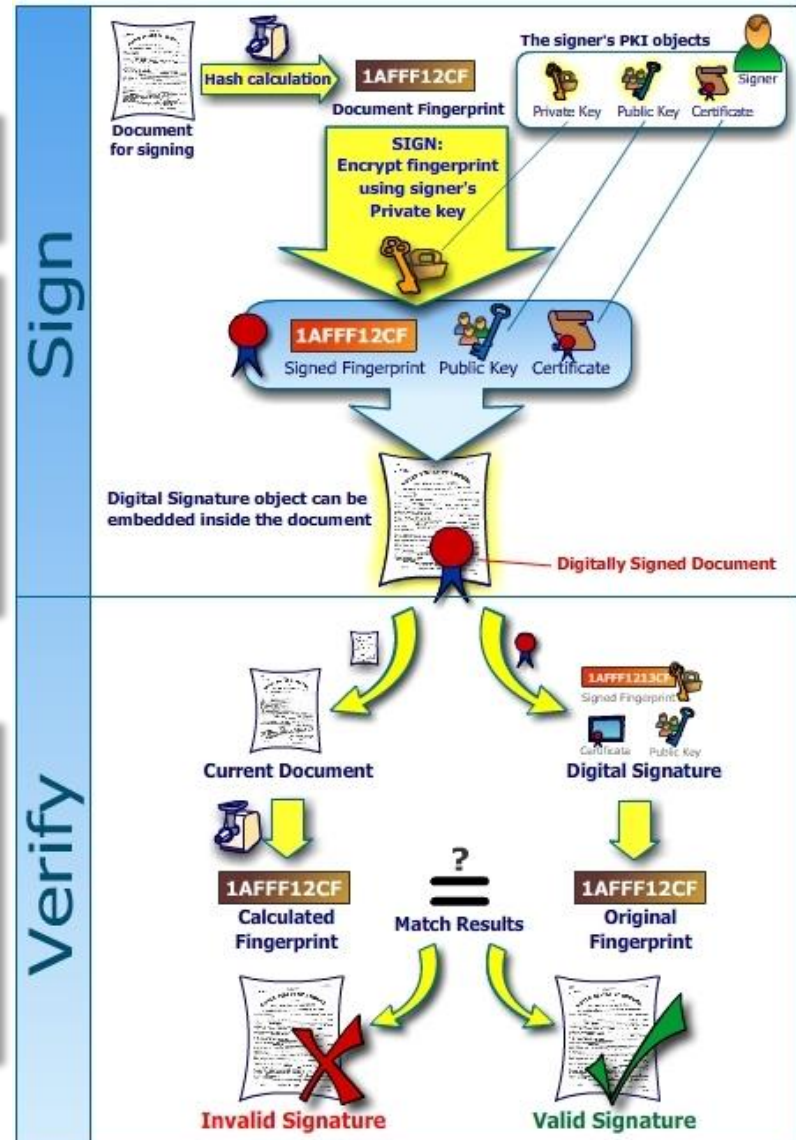 Sign
Document
for signing
Hash calculation
1AFFF12CF
Document Fingerprint
The signer's PKI objects
Signer
Private Key
Public Key
Certificate
SIGN:
Encrypt fingerprint
using signer's
Private key
1AFFF12CF
Signed Fingerprint
Public Key
Certificate
Digital Signature object can be
embedded inside the document
Digitally Signed Document
Verify
Current Document
1AFFF1213CF
Signed Fingerprint
Certificate
Public Key
Digital Signature
1AFFF12CF
Calculated
Fingerprint
?
Match Results
1AFFF12CF
Original
Fingerprint
Invalid Signature
Valid Signature